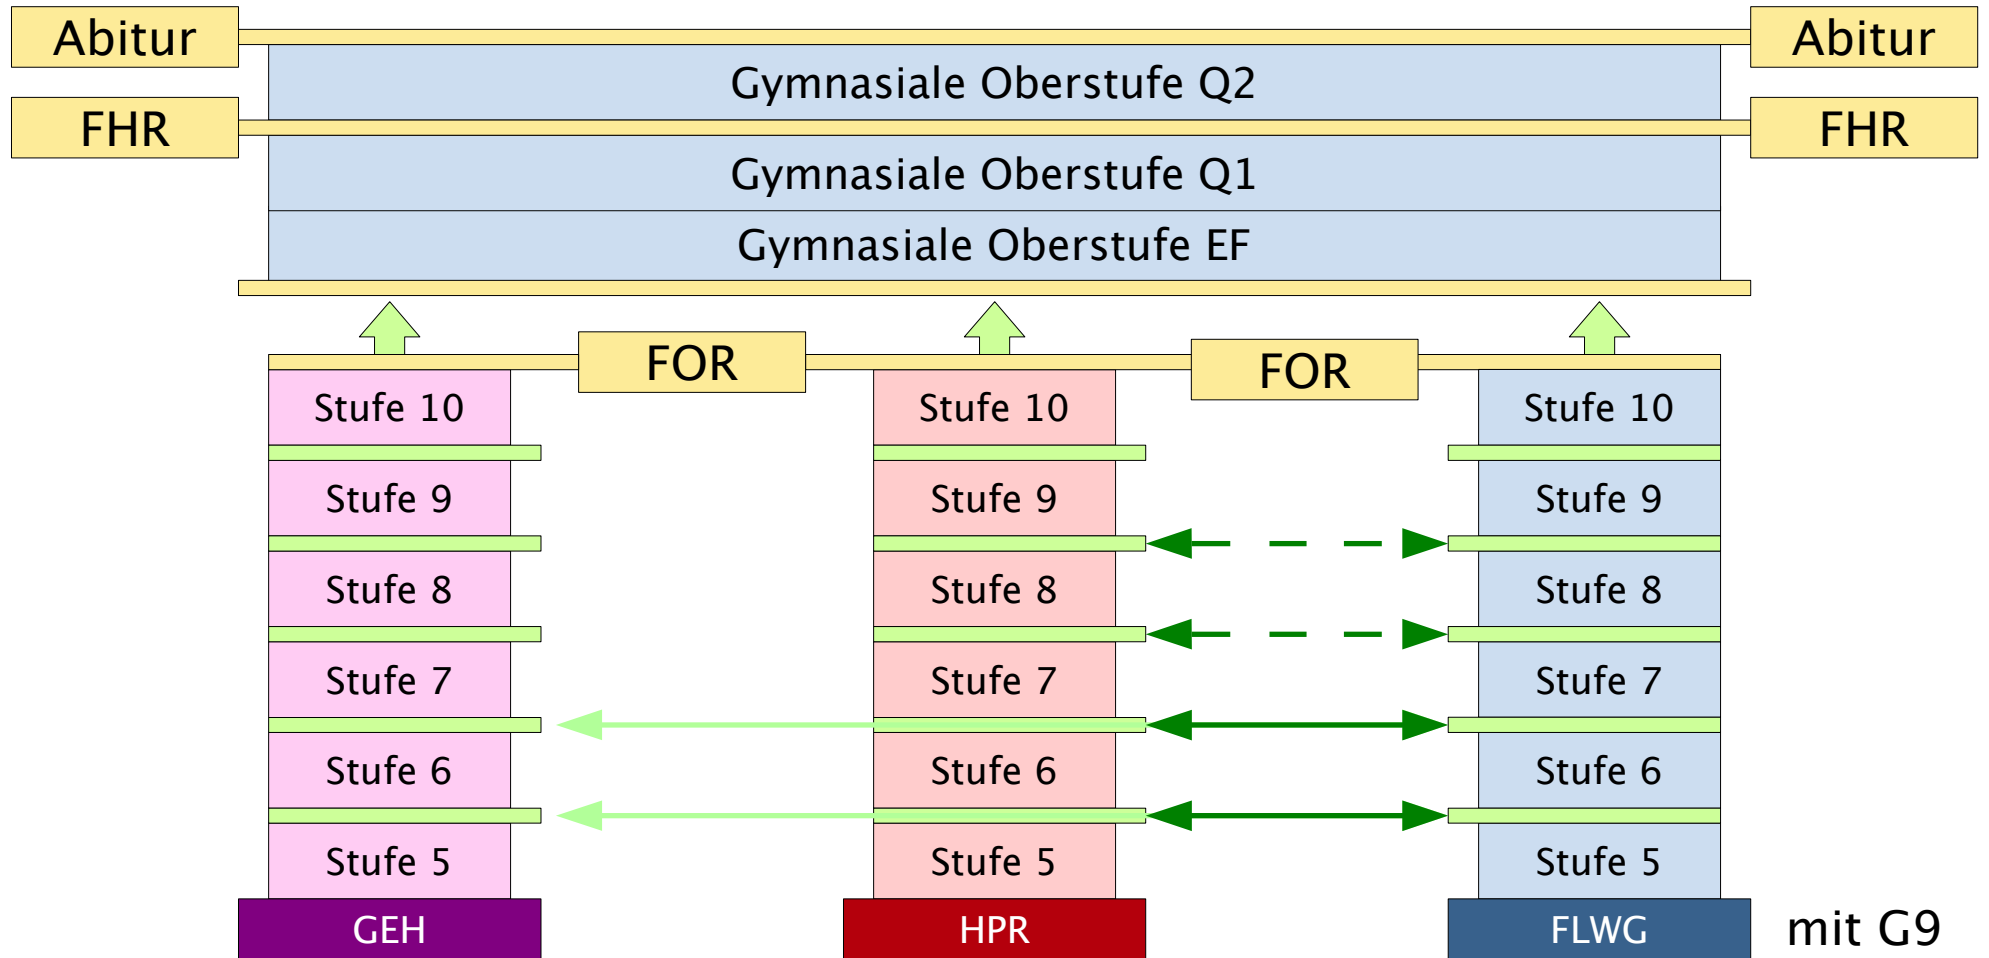 Abitur Abitur
Gymnasiale Oberstufe Q2
FHR FHR
Gymnasiale Oberstufe Q1
Gymnasiale Oberstufe EF
FOR FOR
Stufe 10 Stufe 10 Stufe 10
Stufe 9 Stufe 9 Stufe 9
Stufe 8 Stufe 8 Stufe 8
Stufe 7 Stufe 7 Stufe 7
Stufe 6 Stufe 6 Stufe 6
Stufe 5 Stufe 5 Stufe 5
GEH HPR FLWG mit G9